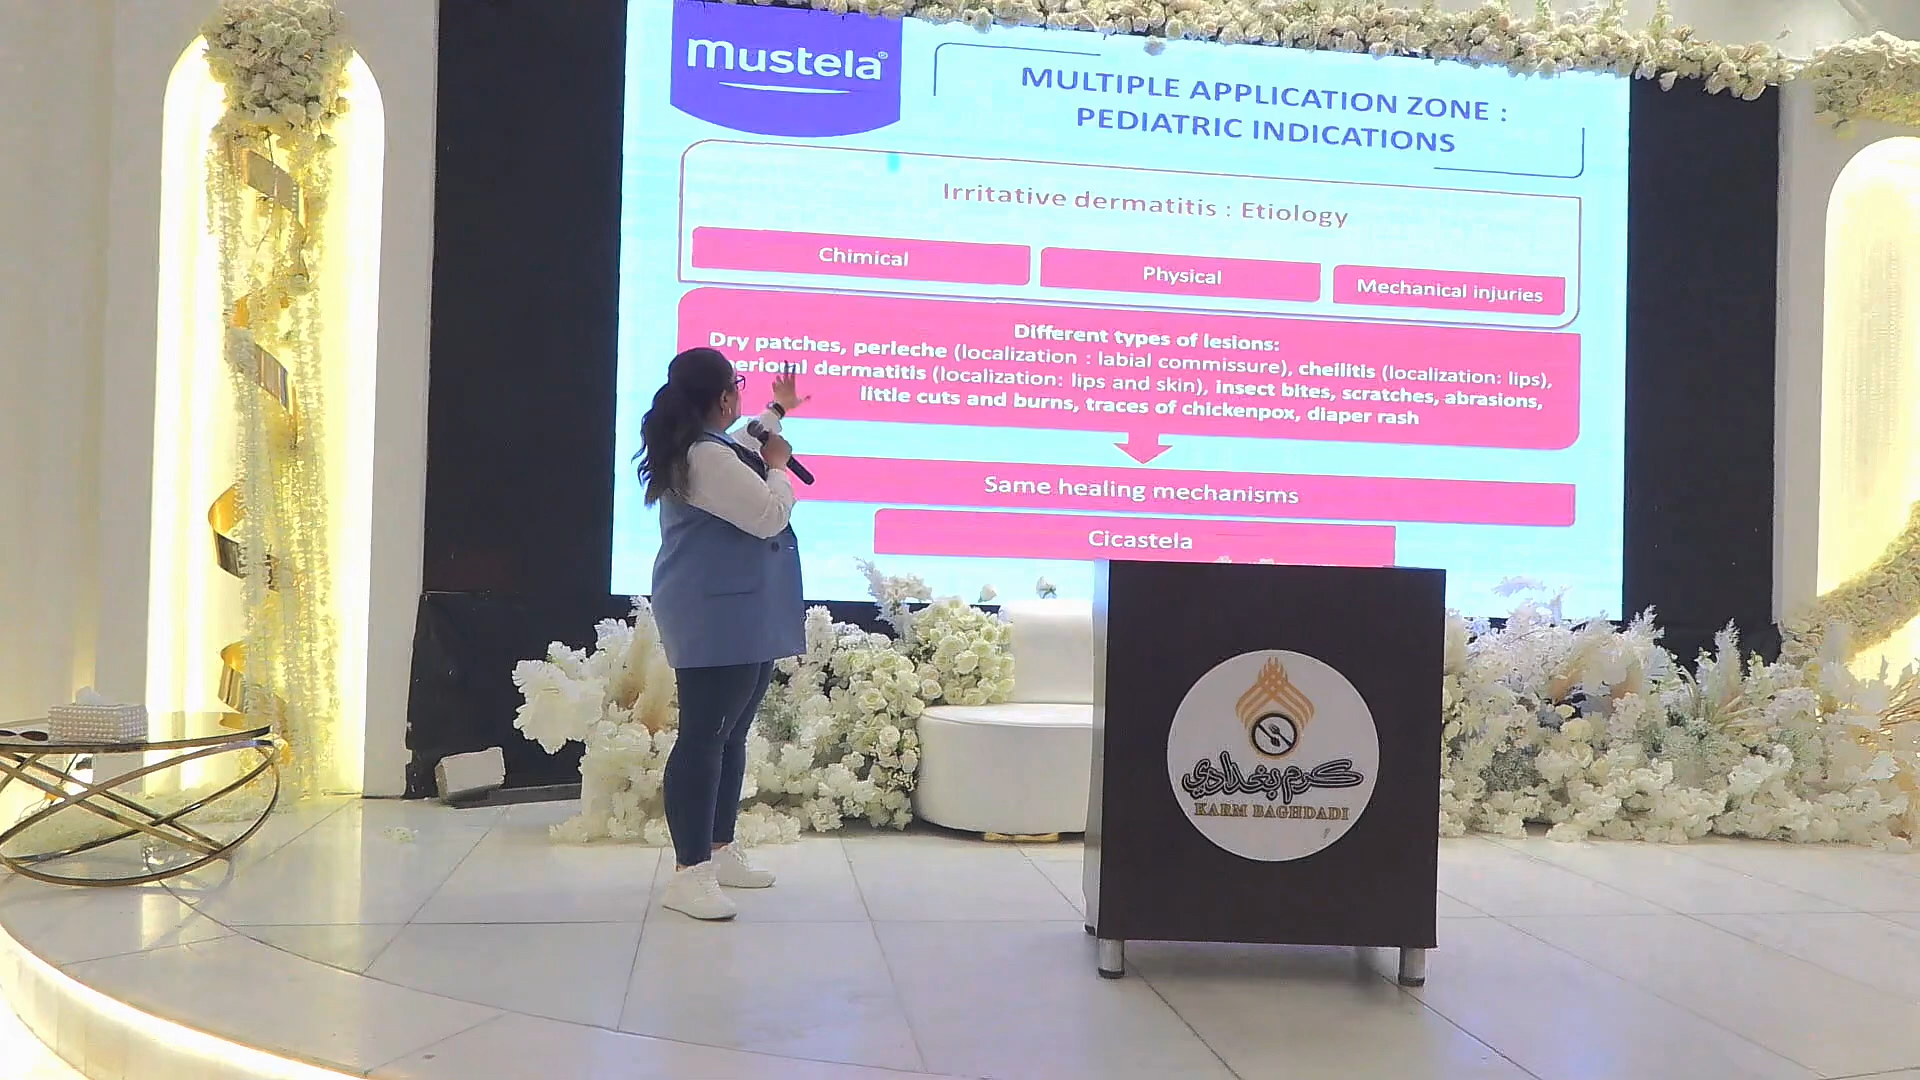 mustela®
MULTIPLE APPLICATION ZONE :
PEDIATRIC INDICATIONS
Irritative dermatitis : Etiology
Chimical
Physical
Mechanical injuries
Different types of lesions:
Dry patches, perleche (localization : labial commissure), cheilitis (localization: lips),
dermatitis (localization: lips and skin), insect bites, scratches, abrasions,
little cuts and burns, traces of chickenpox, diaper rash
Same healing mechanisms
Cicastela
كرم بغدادي
KARM BAGHDADI